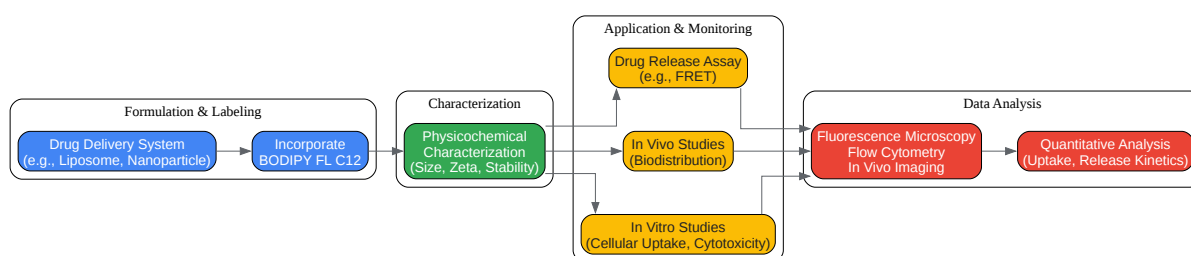 Formulation & Labeling
Drug Delivery System
(e.g., Liposome, Nanoparticle)
Incorporate
BODIPY FL C12
Characterization
Physicochemical
Characterization
(Size, Zeta, Stability)
Application & Monitoring
Drug Release Assay
(e.g., FRET)
In Vivo Studies
(Biodistribution)
In Vitro Studies
(Cellular Uptake, Cytotoxicity)
Data Analysis
Fluorescence Microscopy
Flow Cytometry
In Vivo Imaging
Quantitative Analysis
(Uptake, Release Kinetics)